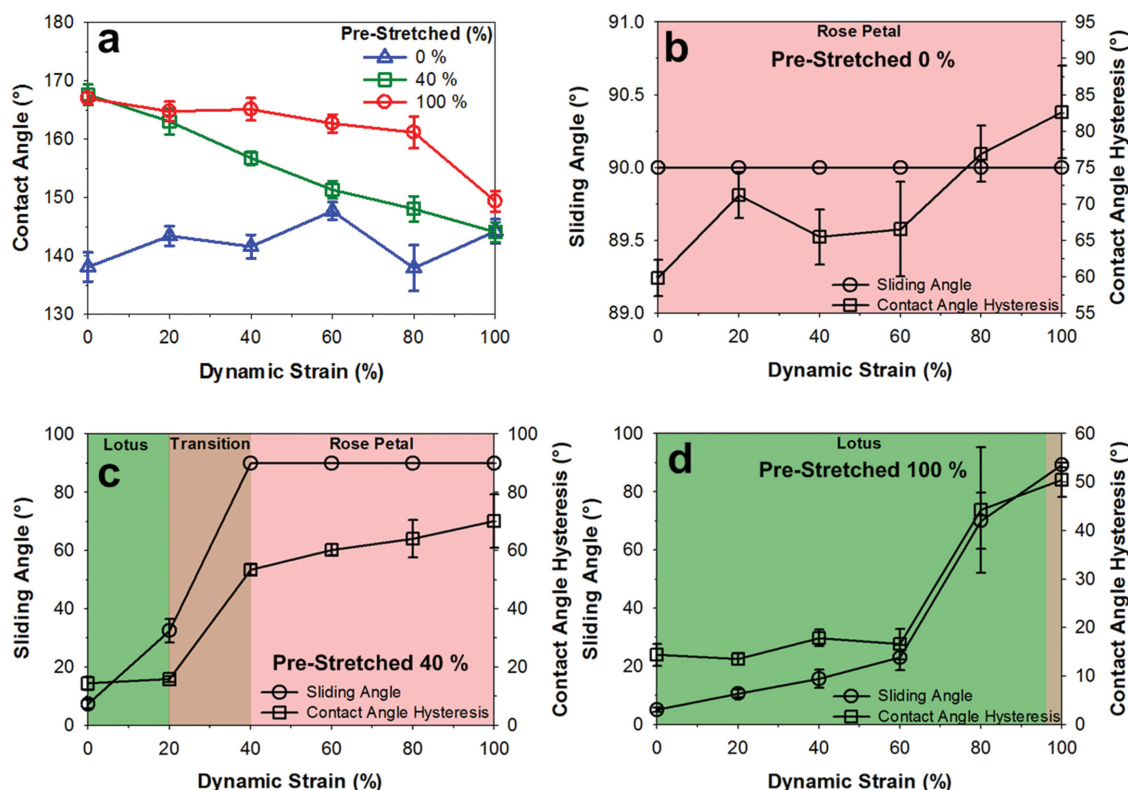 a
Pre-Stretched (%)
0 %
40 %
100 %
180
170
160
150
140
130
Contact Angle (°)
0 20 40 60 80 100
Dynamic Strain (%)
b
Rose Petal
Pre-Stretched 0 %
91.0
90.5
90.0
89.5
89.0
Sliding Angle (°)
95
90
85
80
75
70
65
60
55
Contact Angle Hysteresis (°)
Sliding Angle
Contact Angle Hysteresis
0 20 40 60 80 100
Dynamic Strain (%)
c
Lotus Transition Rose Petal
100
80
60
40
20
0
Sliding Angle (°)
100
80
60
40
20
0
Contact Angle Hysteresis (°)
Pre-Stretched 40 %
Sliding Angle
Contact Angle Hysteresis
0 20 40 60 80 100
Dynamic Strain (%)
d
Lotus
Pre-Stretched 100 %
100
80
60
40
20
0
Sliding Angle (°)
60
50
40
30
20
10
0
Contact Angle Hysteresis (°)
Sliding Angle
Contact Angle Hysteresis
0 20 40 60 80 100
Dynamic Strain (%)